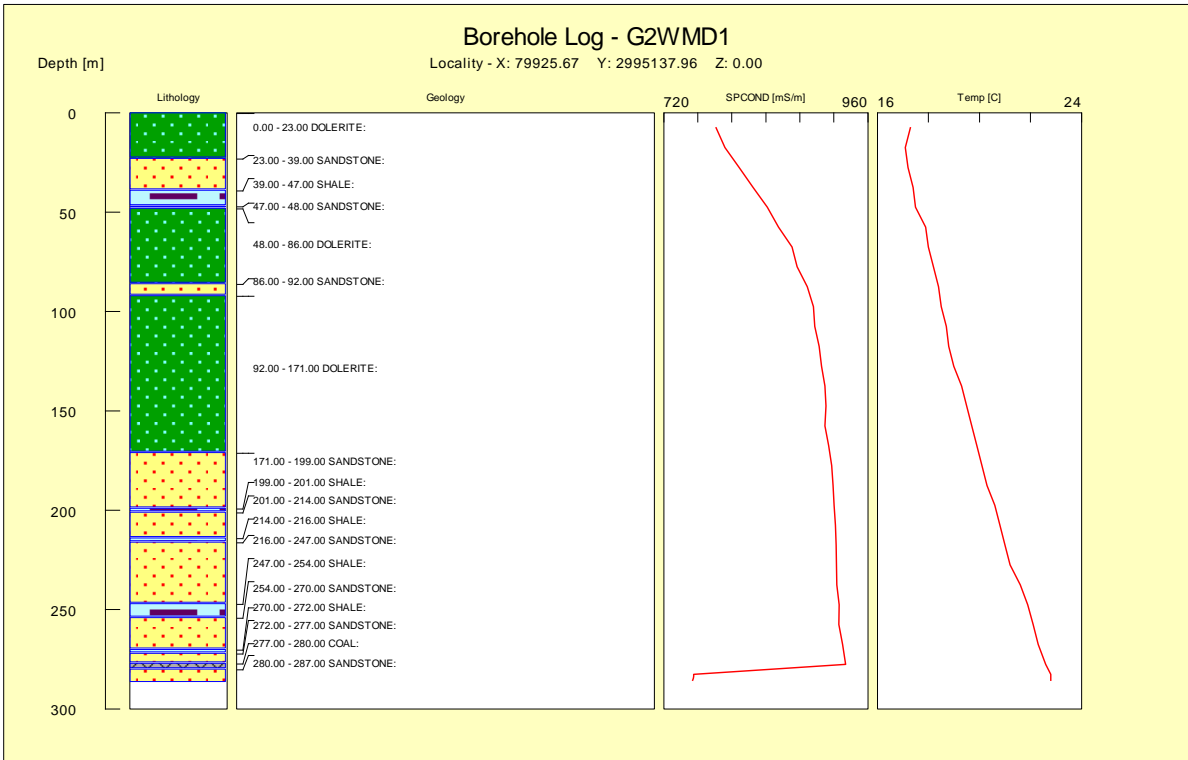 Borehole Log - G2WMD1
Depth [m]
Locality - X: 79925.67 Y: 2995137.96 Z: 0.00
Lithology
Geology
720 SPCOND [mS/m] 960
16 Temp [C] 24
0
50
100
150
200
250
300
0.00 - 23.00 DOLERITE:
23.00 - 39.00 SANDSTONE:
39.00 - 47.00 SHALE:
47.00 - 48.00 SANDSTONE:
48.00 - 86.00 DOLERITE:
86.00 - 92.00 SANDSTONE:
92.00 - 171.00 DOLERITE:
171.00 - 199.00 SANDSTONE:
199.00 - 201.00 SHALE:
201.00 - 214.00 SANDSTONE:
214.00 - 216.00 SHALE:
216.00 - 247.00 SANDSTONE:
247.00 - 254.00 SHALE:
254.00 - 270.00 SANDSTONE:
270.00 - 272.00 SHALE:
272.00 - 277.00 SANDSTONE:
277.00 - 280.00 COAL:
280.00 - 287.00 SANDSTONE: